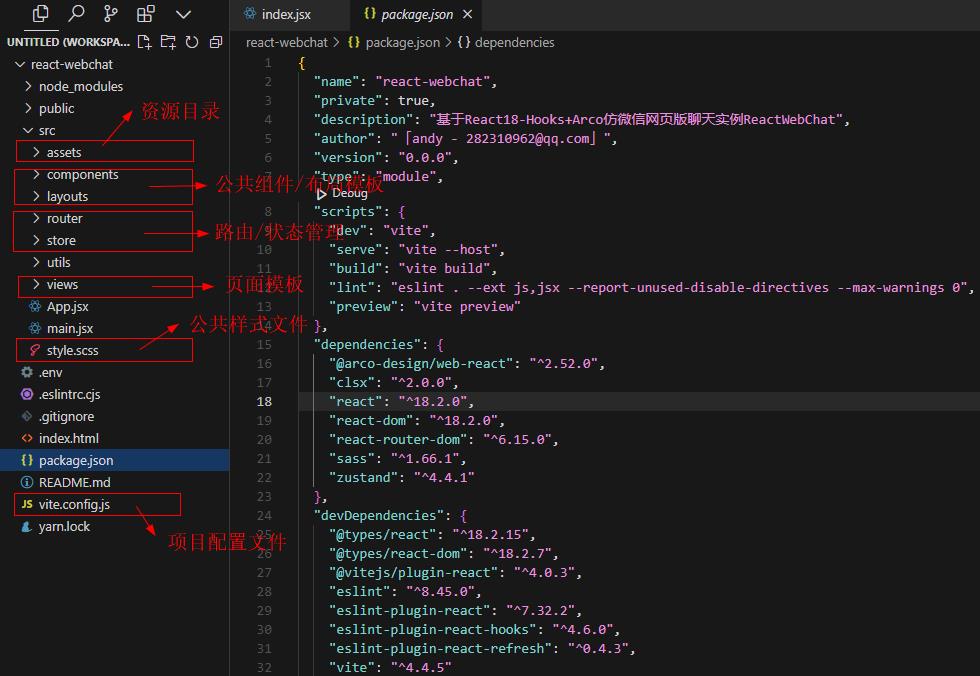 index.jsx
{} package.json
UNTITLED (WORKSPA...
react-webchat > {} package.json > {} dependencies
react-webchat
node_modules
public
src
assets
components
layouts
router
store
utils
views
App.jsx
main.jsx
style.scss
.env
.eslintrc.cjs
.gitignore
index.html
{} package.json
README.md
JS vite.config.js
yarn.lock
资源目录
公共组件/布局模板
路由/状态管理
页面模板
公共样式文件
项目配置文件
1 {
2 "name": "react-webchat",
3 "private": true,
4 "description": "基于React18-Hooks+Arco仿微信网页版聊天实例ReactWebChat",
5 "author": "「andy - 282310962@qq.com」",
6 "version": "0.0.0",
7 "type": "module",
Debug
8 "scripts": {
9 "dev": "vite",
10 "serve": "vite --host",
11 "build": "vite build",
12 "lint": "eslint . --ext js,jsx --report-unused-disable-directives --max-warnings 0",
13 "preview": "vite preview"
14 },
15 "dependencies": {
16 "@arco-design/web-react": "^2.52.0",
17 "clsx": "^2.0.0",
18 "react": "^18.2.0",
19 "react-dom": "^18.2.0",
20 "react-router-dom": "^6.15.0",
21 "sass": "^1.66.1",
22 "zustand": "^4.4.1"
23 },
24 "devDependencies": {
25 "@types/react": "^18.2.15",
26 "@types/react-dom": "^18.2.7",
27 "@vitejs/plugin-react": "^4.0.3",
28 "eslint": "^8.45.0",
29 "eslint-plugin-react": "^7.32.2",
30 "eslint-plugin-react-hooks": "^4.6.0",
31 "eslint-plugin-react-refresh": "^0.4.3",
32 "vite": "^4.4.5"